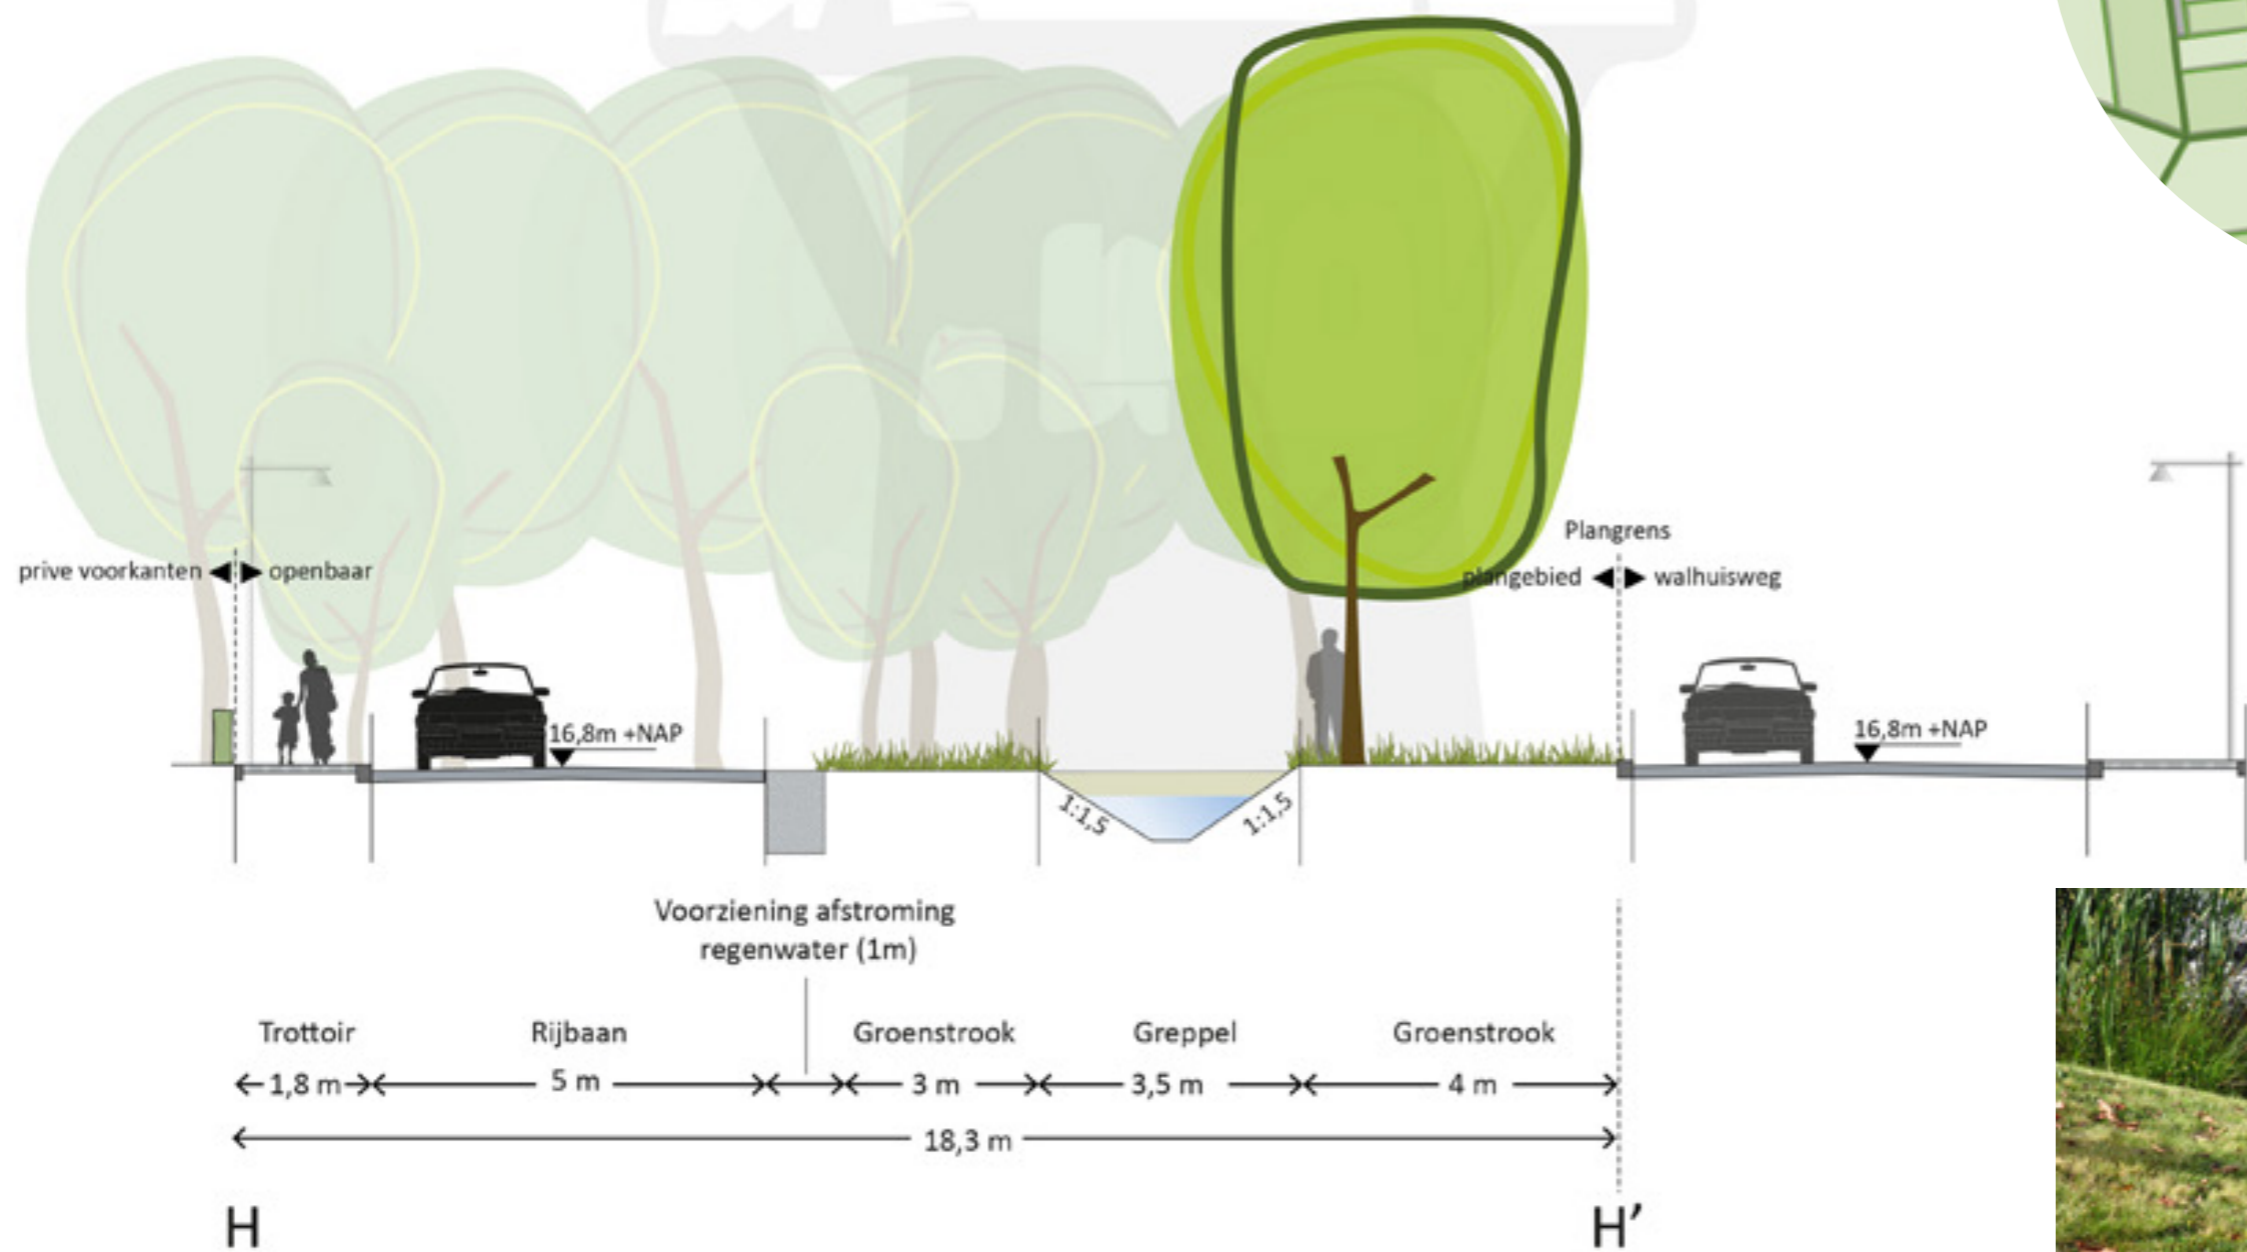 Plangrens
prive voorkanten
openbaar
plangebied
walhuisweg
16,8m +NAP
16,8m +NAP
1:1,5
1:1,5
Voorziening afstroming
regenwater (1m)
Trottoir
Rijbaan
Groenstrook
Greppel
Groenstrook
1,8 m
5 m
3 m
3,5 m
4 m
18,3 m
H
H’